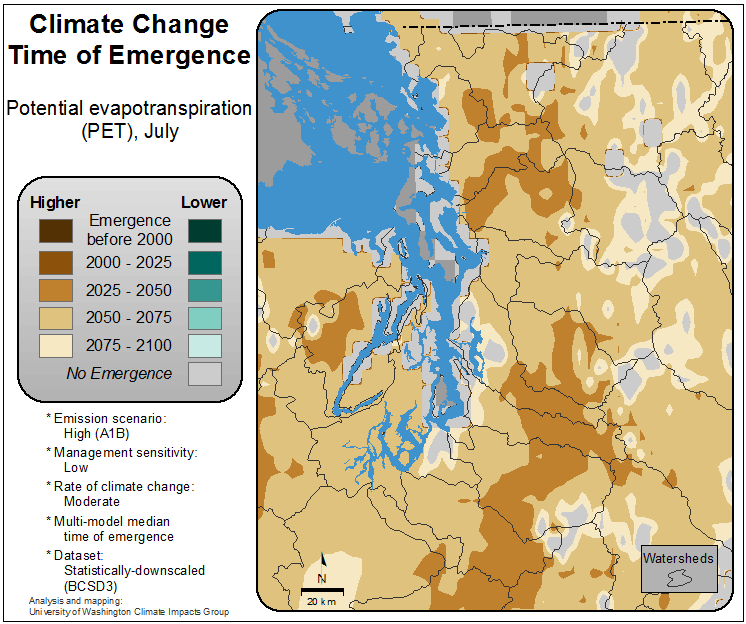 Climate Change
Time of Emergence
Potential evapotranspiration
(PET), July
Higher
Lower
Emergence
before 2000
2000 - 2025
2025 - 2050
2050 - 2075
2075 - 2100
No Emergence
* Emission scenario:
High (A1B)
* Management sensitivity:
Low
* Rate of climate change:
Moderate
* Multi-model median
time of emergence
* Dataset:
Statistically-downscaled
(BCSD3)
Analysis and mapping:
University of Washington Climate Impacts Group
N
20 km
Watersheds